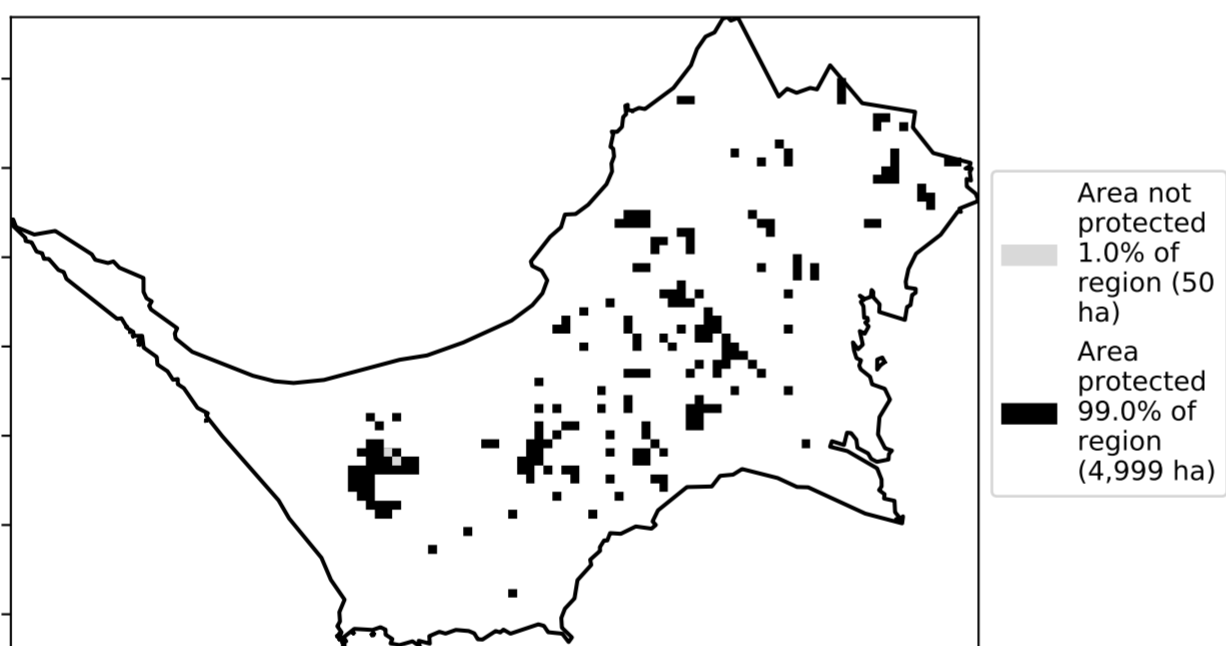 Area not
protected
1.0% of
region (50
ha)
Area
protected
99.0% of
region
(4,999 ha)